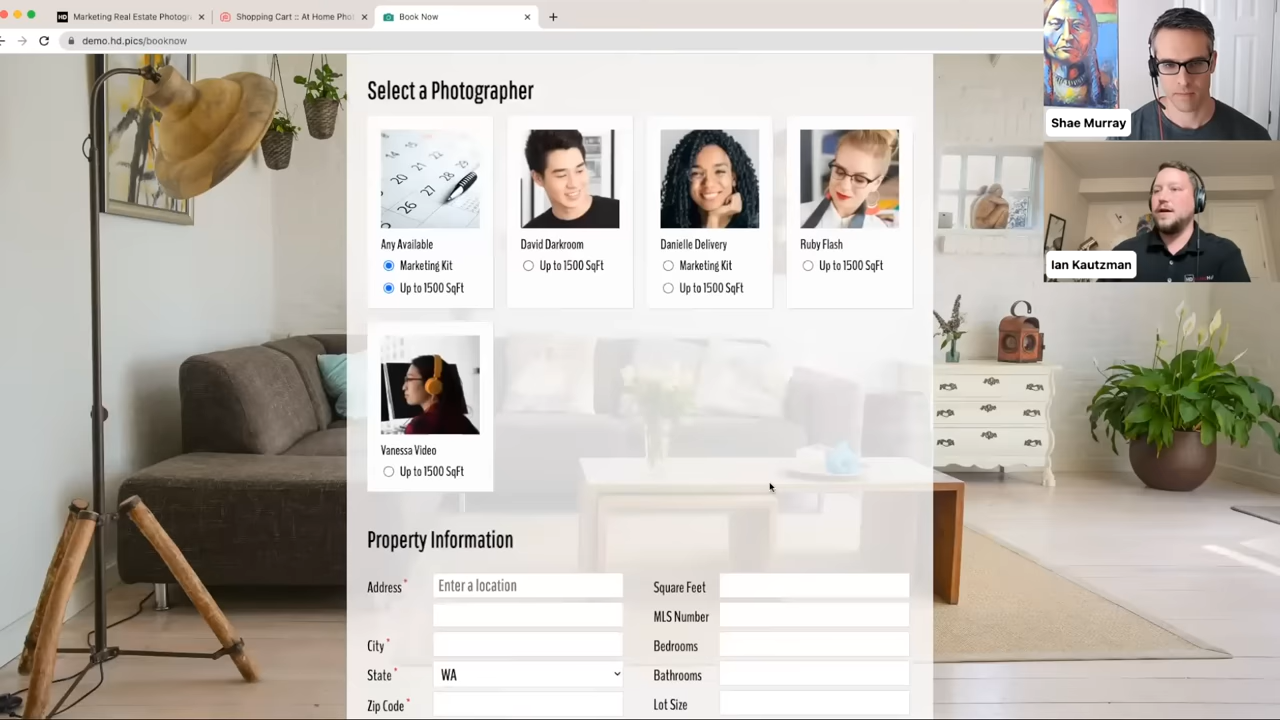 Marketing Real Estate Photogr
Shopping Cart :: At Home Pho
Book Now
demo.hd.pics/booknow
Select a Photographer
Any Available
Marketing Kit
Up to 1500 SqFt
David Darkroom
Up to 1500 SqFt
Danielle Delivery
Marketing Kit
Up to 1500 SqFt
Ruby Flash
Up to 1500 SqFt
Vanessa Video
Up to 1500 SqFt
Property Information
Address*
Enter a location
City*
State*
WA
Zip Code*
Square Feet
MLS Number
Bedrooms
Bathrooms
Lot Size
Shae Murray
Ian Kautzman